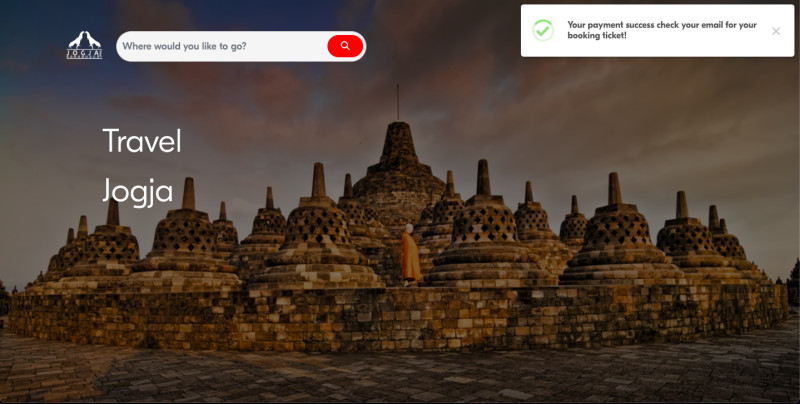 JOGJA
BOROBUDUR
Where would you like to go?
Your payment success check your email for your
booking ticket!
Travel
Jogja